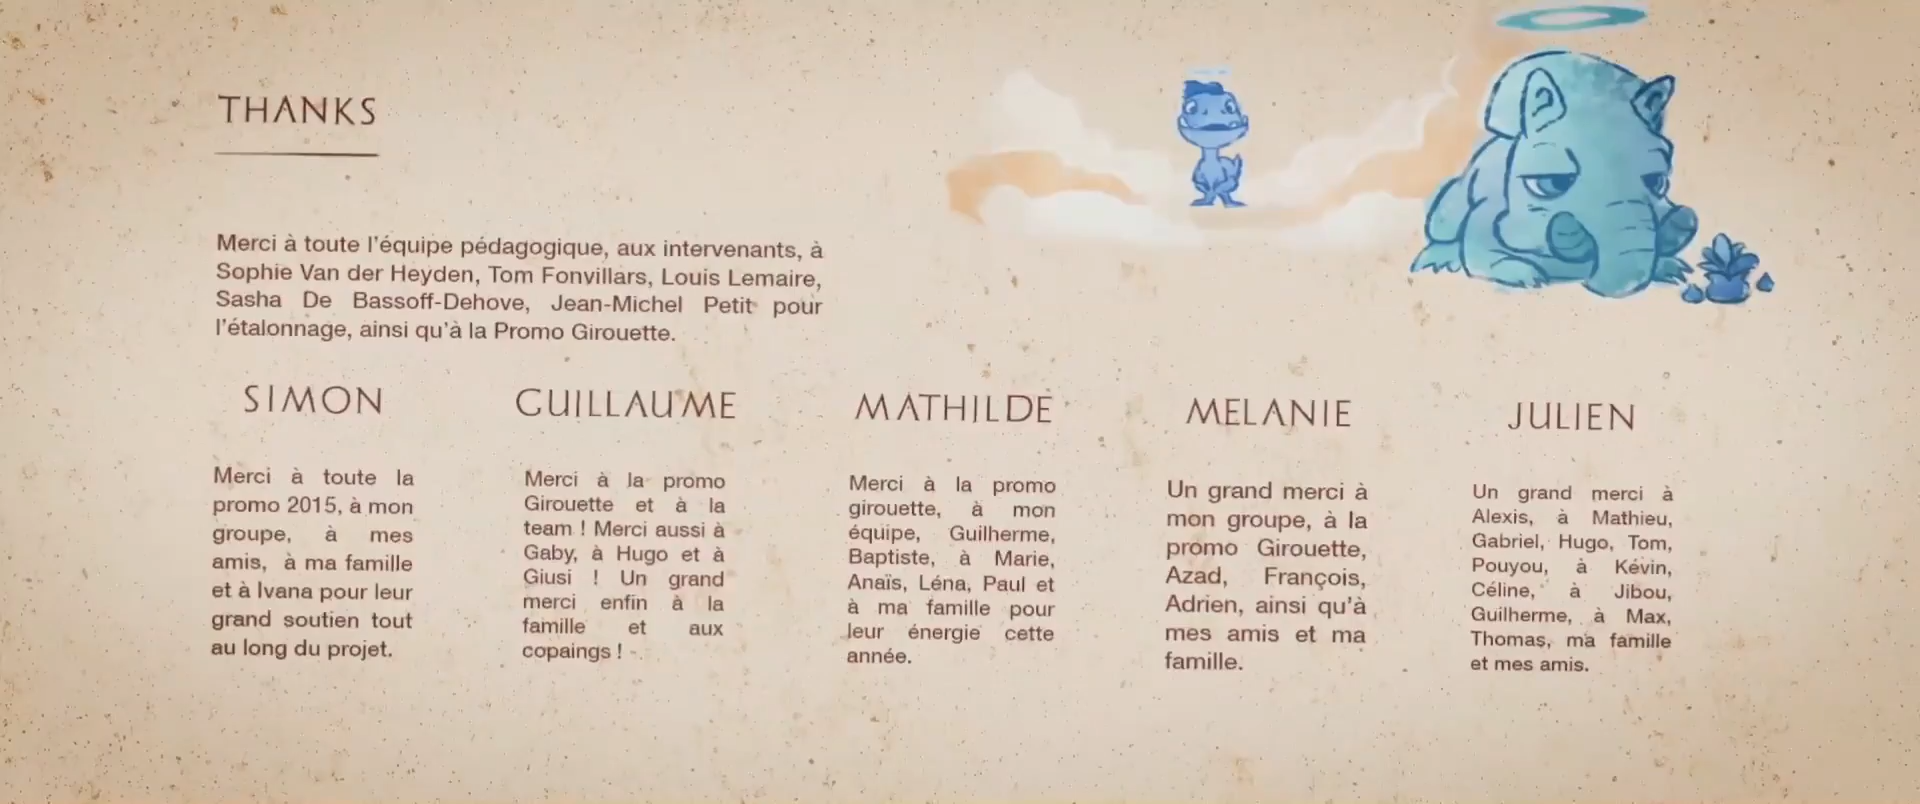 THANKS
Merci à toute l'équipe pédagogique, aux intervenants, à
Sophie Van der Heyden, Tom Fonvillars, Louis Lemaire,
Sasha De Bassoff-Dehove, Jean-Michel Petit pour
l'étalonnage, ainsi qu'à la Promo Girouette.
SIMON
Merci à toute la
promo 2015, à mon
groupe, à mes
amis, à ma famille
et à Ivana pour leur
grand soutien tout
au long du projet.
GUILLAUME
Merci à la promo
Girouette et à la
team ! Merci aussi à
Gaby, à Hugo et à
Giusi ! Un grand
merci enfin à la
famille et aux
copaings !
MATHILDE
Merci à la promo
girouette, à mon
équipe, Guilherme,
Baptiste, à Marie,
Anaïs, Léna, Paul et
à ma famille pour
leur énergie cette
année.
MELANIE
Un grand merci à
mon groupe, à la
promo Girouette,
Azad, François,
Adrien, ainsi qu'à
mes amis et ma
famille.
JULIEN
Un grand merci à
Alexis, à Mathieu,
Gabriel, Hugo, Tom,
Pouyou, à Kévin,
Céline, à Jibou,
Guilherme, à Max,
Thomas, ma famille
et mes amis.